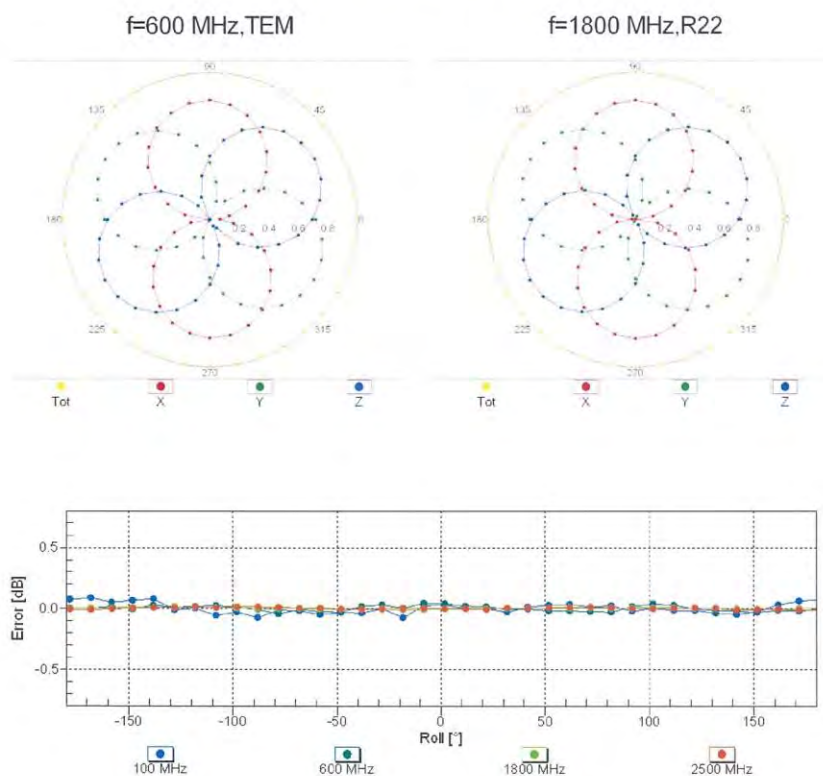 f=600 MHz,TEM
f=1800 MHz,R22
90
135
45
180
0.2 0.4 0.6 0.8
0
225
315
270
Tot X Y Z
90
135
45
180
0.2 0.4 0.6 0.8
0
225
315
270
Tot X Y Z
Error [dB]
0.5
0.0
-0.5
-150 -100 -50 0 50 100 150
Roll [°]
100 MHz 600 MHz 1800 MHz 2500 MHz